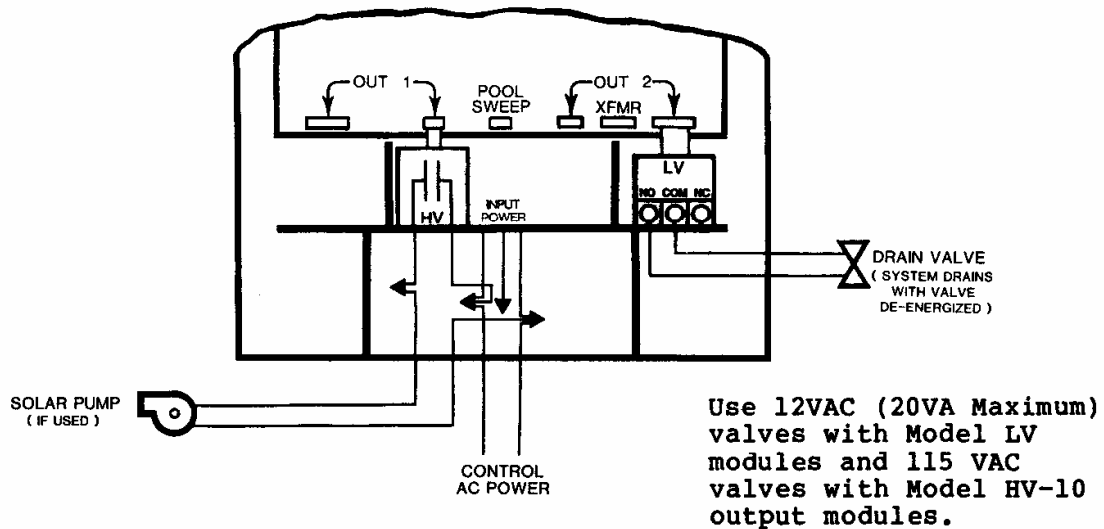 OUT 1
POOL
SWEEP
OUT 2
XFMR
LV
NO COM NC
HV
INPUT
POWER
DRAIN VALVE
( SYSTEM DRAINS
WITH VALVE
DE-ENERGIZED )
SOLAR PUMP
( IF USED )
CONTROL
AC POWER
Use 12VAC (20VA Maximum)
valves with Model LV
modules and 115 VAC
valves with Model HV-10
output modules.